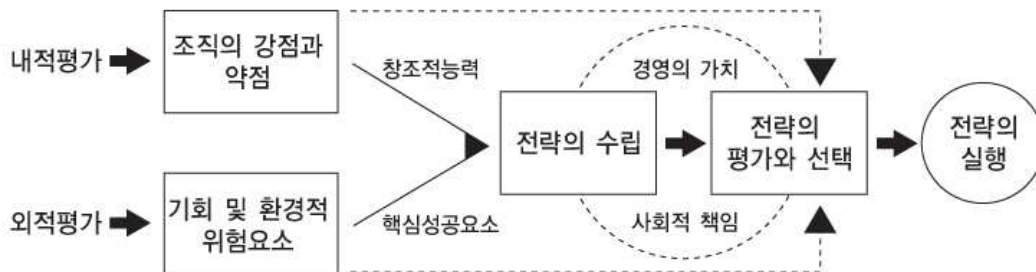 내적평가
조직의 강점과
약점
창조적능력
경영의 가치
전략의 수립
전략의
평가와 선택
전략의
실행
외적평가
기회 및 환경적
위험요소
핵심성공요소
사회적 책임